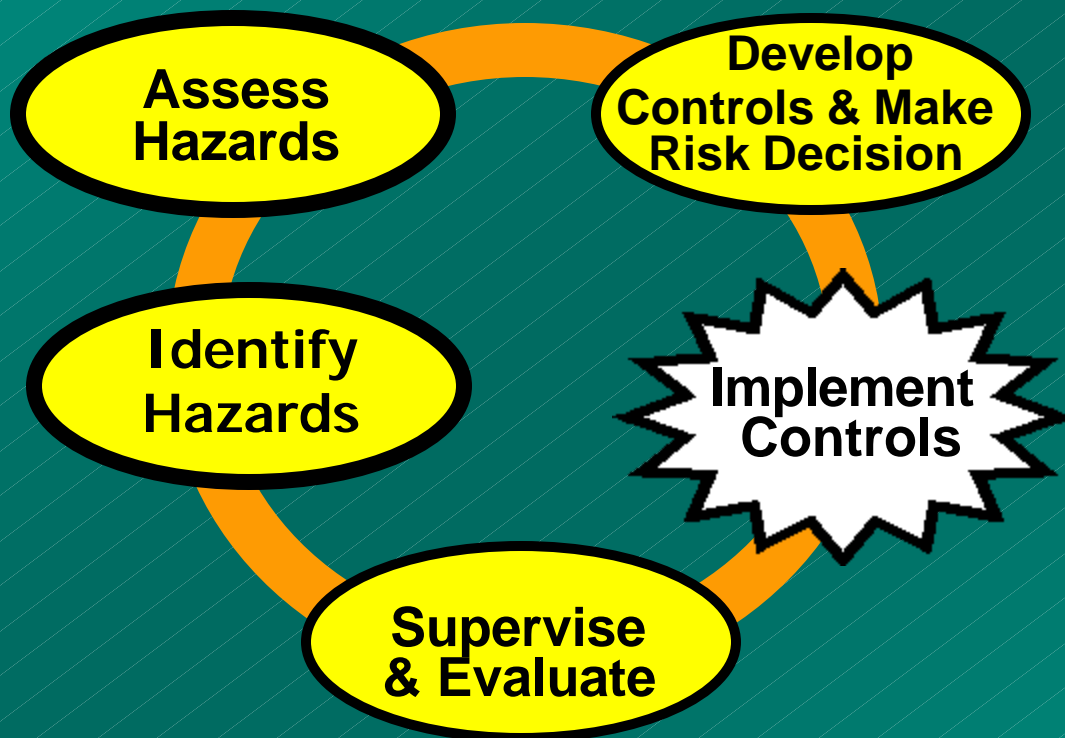 Assess
Hazards
Develop
Controls & Make
Risk Decision
Identify
Hazards
Implement
Controls
Supervise
& Evaluate